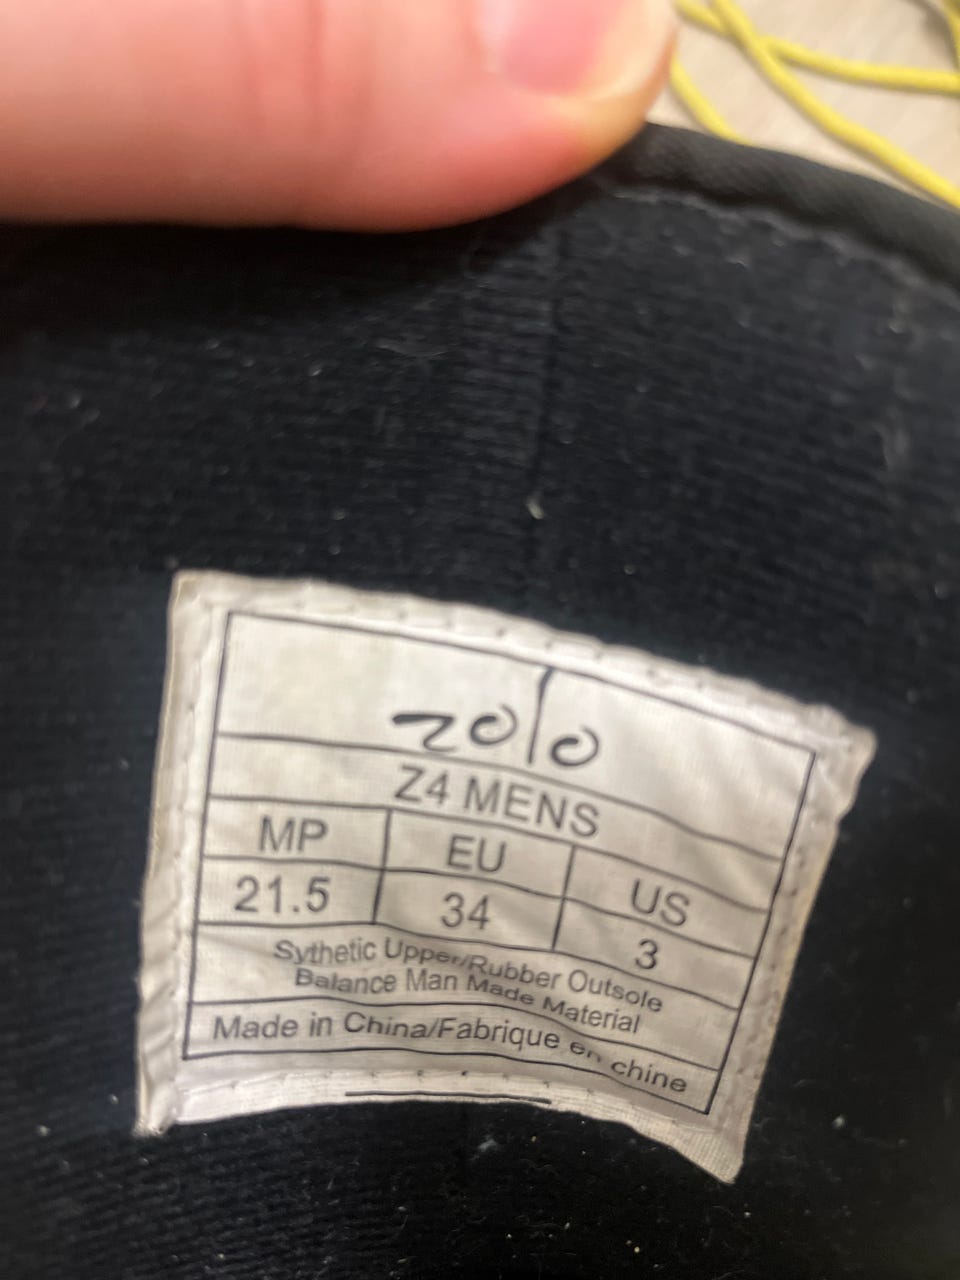 zolo
Z4 MENS
MP EU US
21.5 34 3
Sythetic Upper/Rubber Outsole
Balance Man Made Material
Made in China/Fabrique en chine